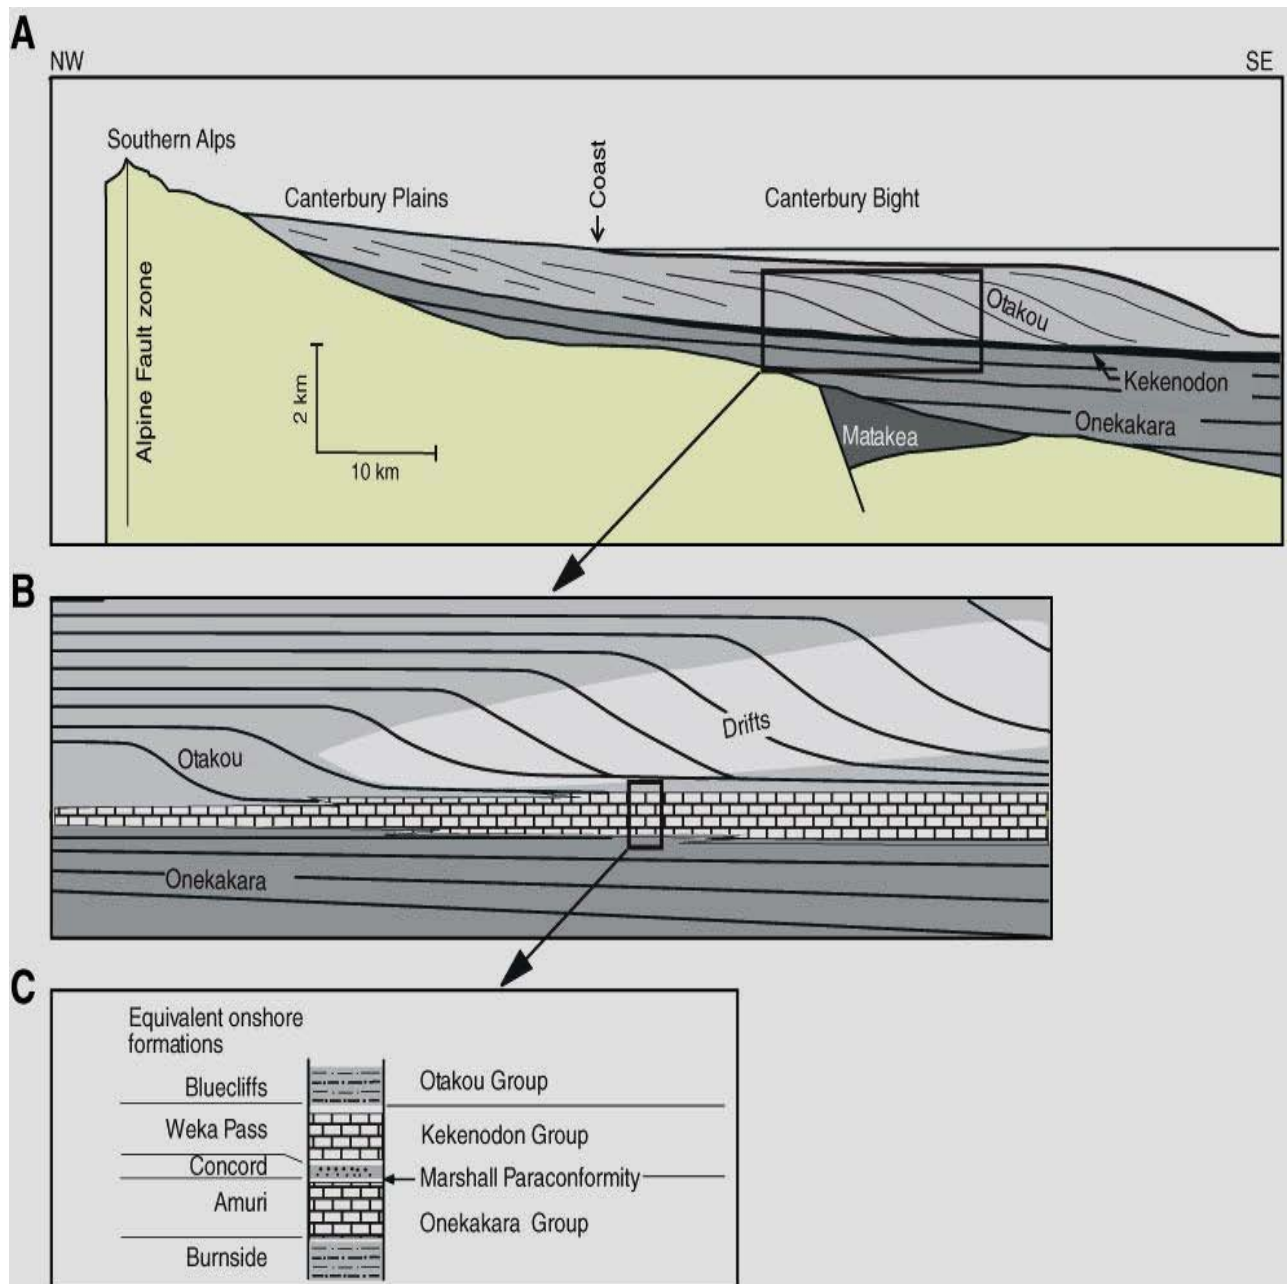 A
NW
SE
Southern Alps
Canterbury Plains
Coast
Canterbury Bight
Alpine Fault zone
Otakou
2 km
10 km
Kekenodon
Onekakara
Matakea
B
Drifts
Otakou
Onekakara
C
Equivalent onshore
formations
Bluecliffs
Otakou Group
Weka Pass
Kekenodon Group
Concord
Marshall Paraconformity
Amuri
Onekakara Group
Burnside